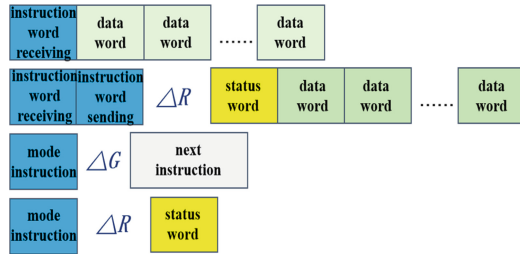 instruction word receiving
data word
data word
......
data word
instruction word receiving
instruction word sending
△R
status word
data word
data word
......
data word
mode instruction
△G
next instruction
mode instruction
△R
status word